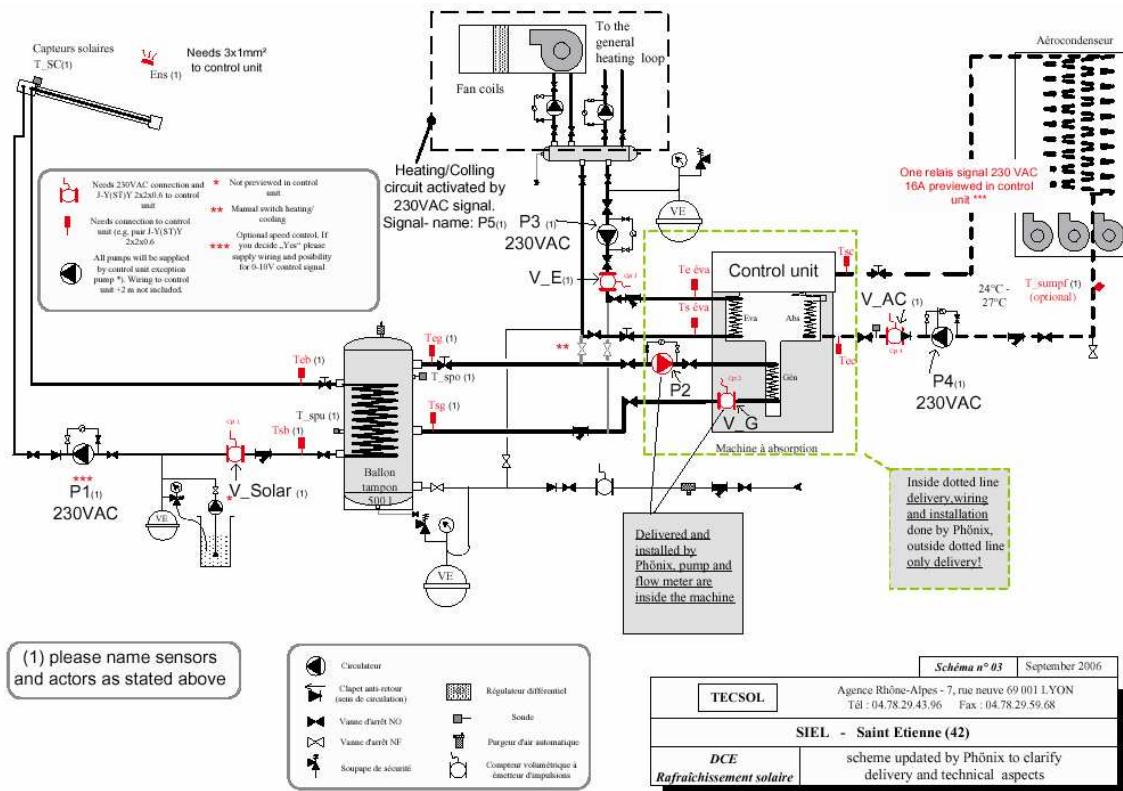 Capteurs solaires
T_SC(1)
Ens (1)
Needs 3x1mm²
to control unit
To the
general
heating loop
Fan coils
Aérocondenseur
Heating/Colling
circuit activated by
230VAC signal.
Signal- name: P5(1)
One relais signal 230 VAC
16A previewed in control
unit ***
Needs 230VAC connection and
J-Y(ST)Y 2x2x0.6 to control
unit
Needs connection to control
unit (e.g. pair J-Y(ST)Y
2x2x0.6
All pumps will be supplied
by control unit exception
pump *). Wiring to control
unit +2 m not included.
* Not previewed in control
unit
** Manual switch heating/
cooling
*** Optional speed control. If
you decide „Yes“ please
supply wiring and posibility
for 0-10V control signal
VE
P3 (1)
230VAC
V_E(1)
Te éva
Ts éva
Control unit
Eva
Abs
Gén
Tsc
Tec
V_AC (1)
24°C -
27°C
T_sumpf (1)
(optional)
P4(1)
230VAC
Teb (1)
Teg (1)
T_spo (1)
**
P2
V_G
Machine à absorption
T_spu (1)
Tsb (1)
Tsg (1)
***
P1(1)
230VAC
*
V_Solar (1)
VE
Ballon
tampon
500 l
VE
Delivered and
installed by
Phönix, pump and
flow meter are
inside the machine
Inside dotted line
delivery,wiring
and installation
done by Phönix,
outside dotted line
only delivery!
(1) please name sensors
and actors as stated above
Circulateur
Clapet anti-retour
(sens de circulation)
Vanne d'arrêt NO
Vanne d'arrêt NF
Soupape de sécurité
Régulateur différentiel
Sonde
Purgeur d'air automatique
Compteur volumétrique à
émetteur d'impulsions
Schéma n° 03
September 2006
TECSOL
Agence Rhône-Alpes - 7, rue neuve 69 001 LYON
Tél : 04.78.29.43.96 Fax : 04.78.29.59.68
SIEL - Saint Etienne (42)
DCE
Rafraîchissement solaire
scheme updated by Phönix to clarify
delivery and technical aspects